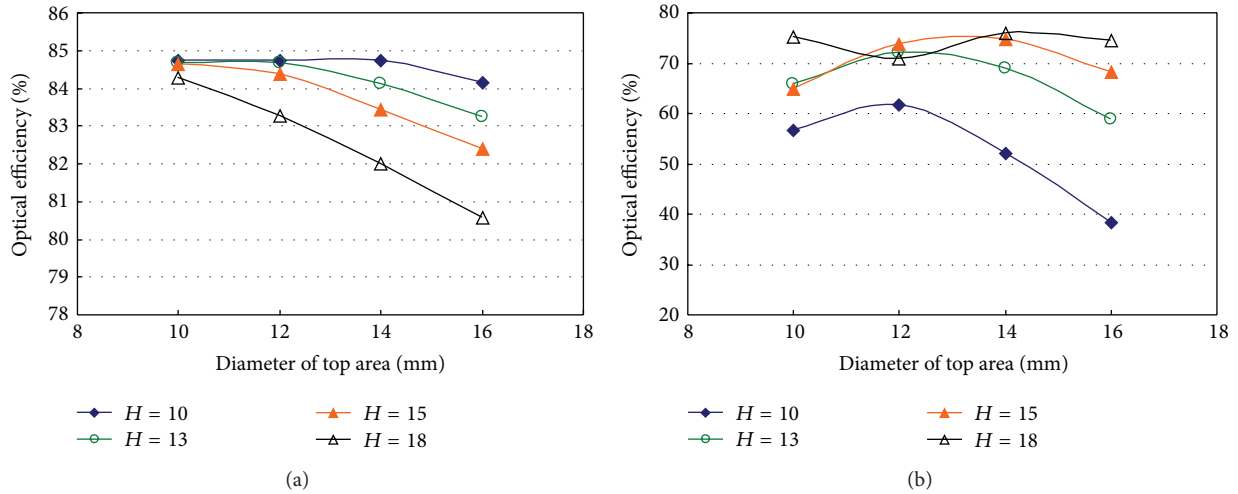 86
85
84
83
82
81
80
79
78
Optical efficiency (%)
8 10 12 14 16 18
Diameter of top area (mm)
H = 10 H = 15
H = 13 H = 18
(a)
80
70
60
50
40
30
20
Optical efficiency (%)
8 10 12 14 16 18
Diameter of top area (mm)
H = 10 H = 15
H = 13 H = 18
(b)